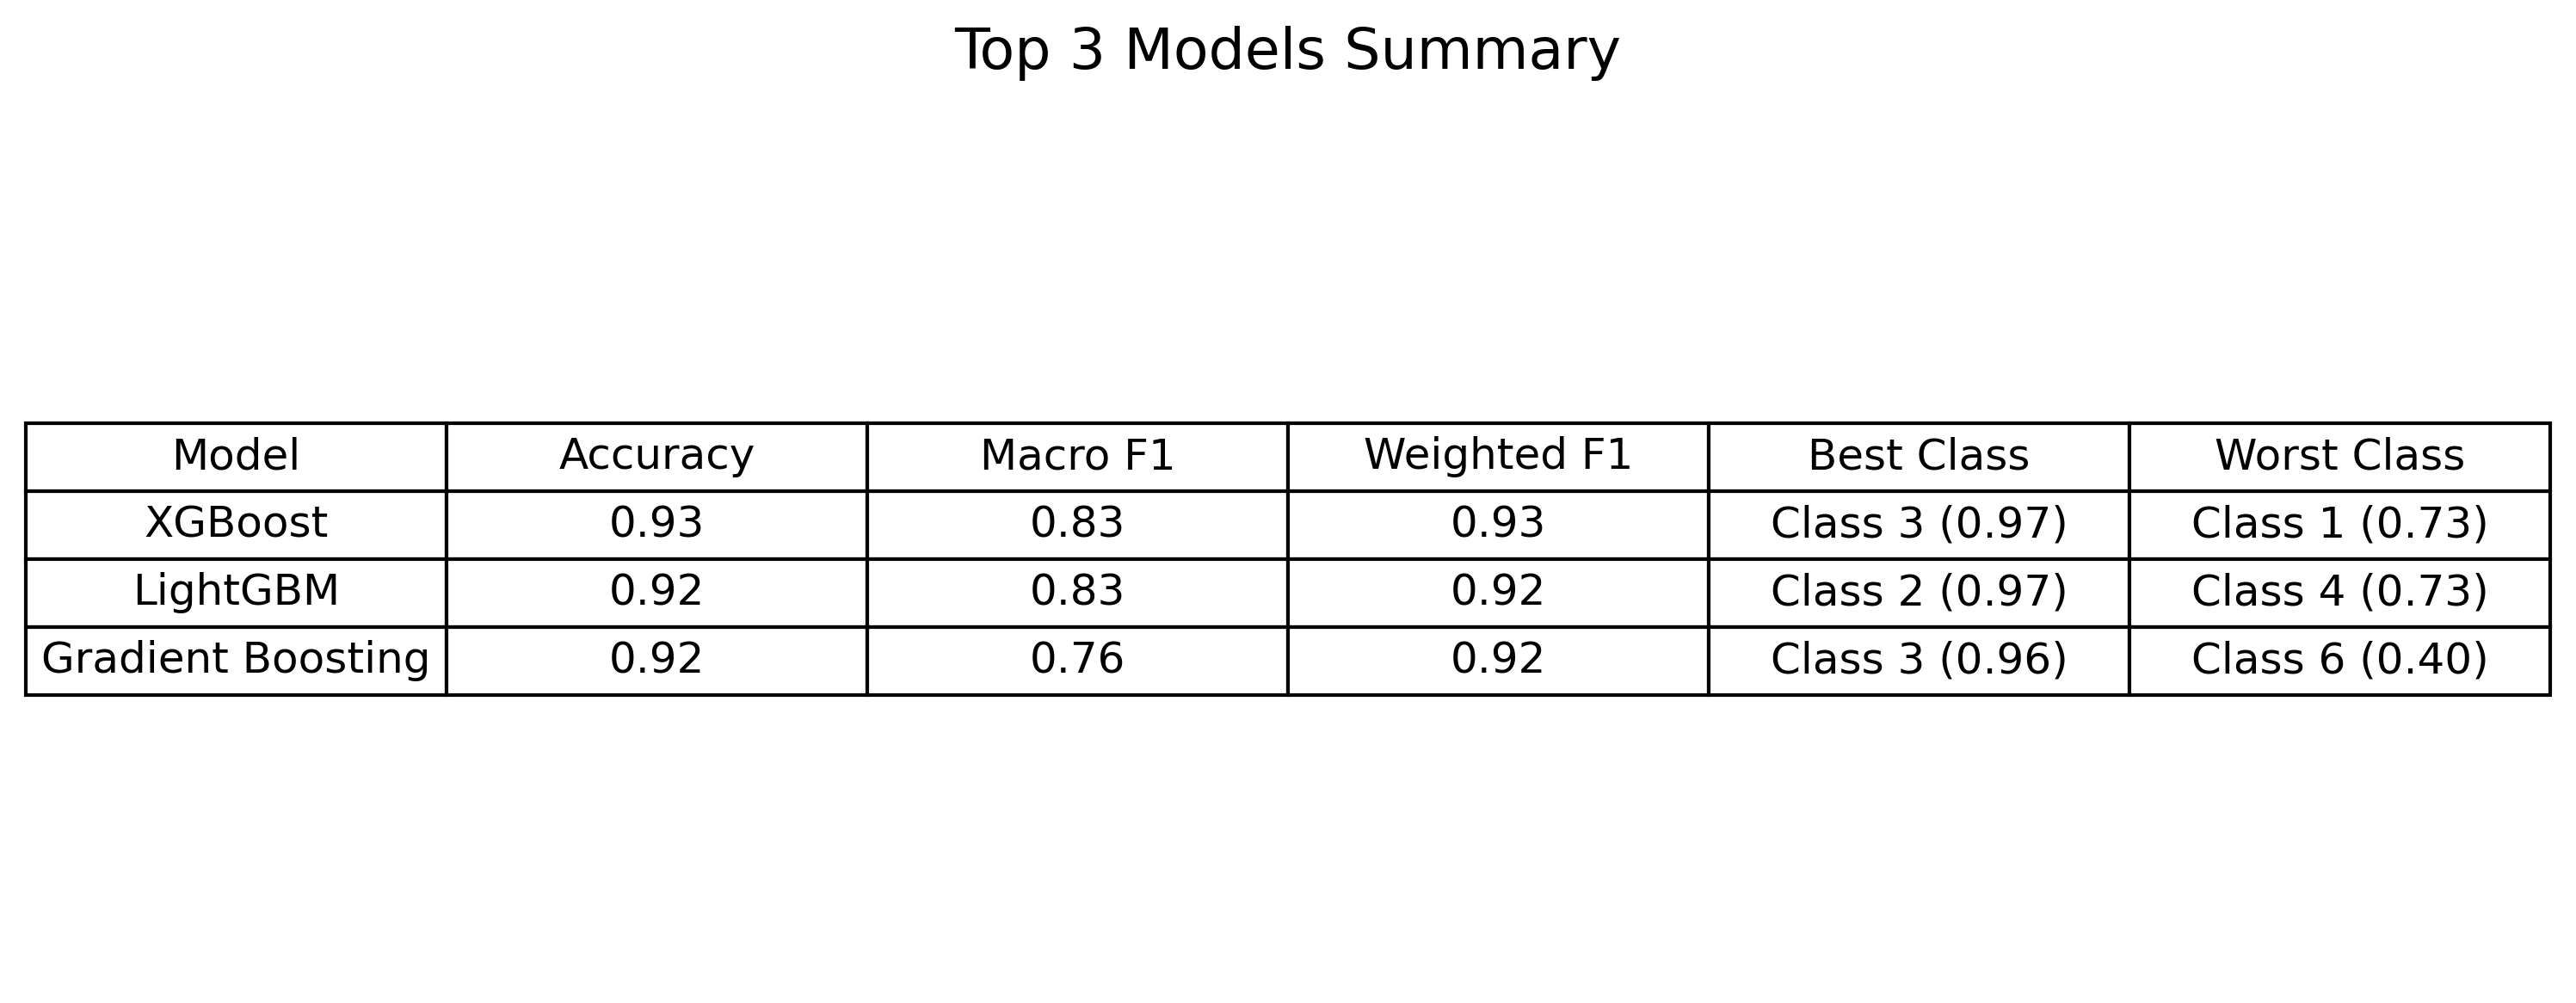 Top 3 Models Summary
Model Accuracy Macro F1 Weighted F1 Best Class Worst Class
XGBoost 0.93 0.83 0.93 Class 3 (0.97) Class 1 (0.73)
LightGBM 0.92 0.83 0.92 Class 2 (0.97) Class 4 (0.73)
Gradient Boosting 0.92 0.76 0.92 Class 3 (0.96) Class 6 (0.40)